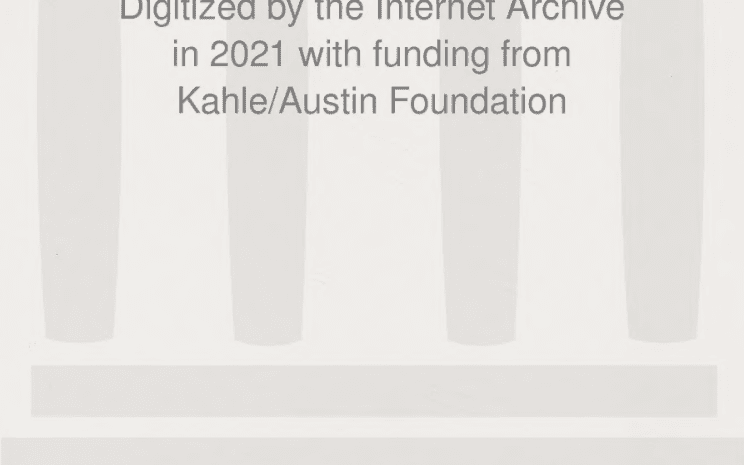 Digitized by the Internet Archive
in 2021 with funding from
Kahle/Austin Foundation